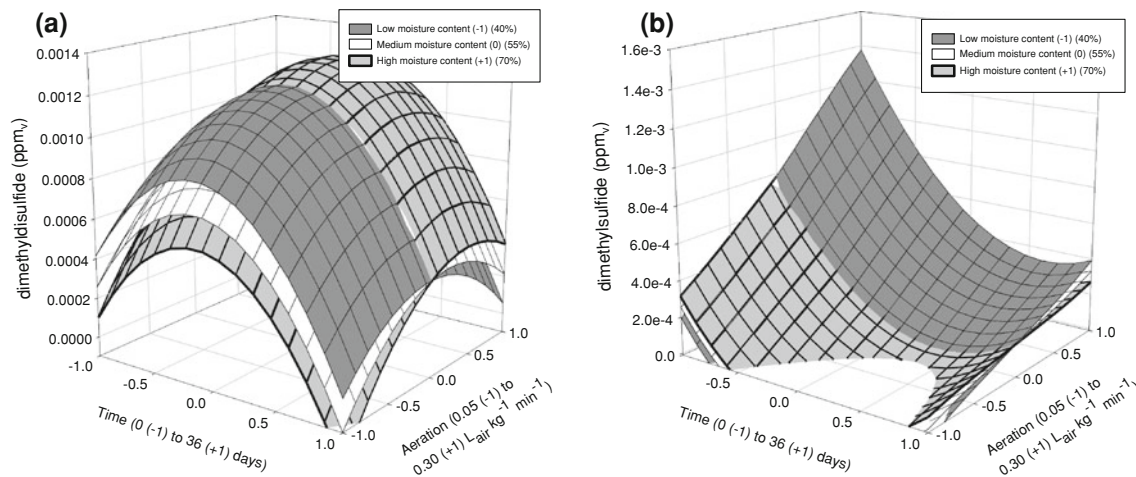 (a)
Low moisture content (-1) (40%)
Medium moisture content (0) (55%)
High moisture content (+1) (70%)
0.0014
0.0012
0.0010
0.0008
0.0006
0.0004
0.0002
0.0000
dimethyldisulfide (ppmv)
-1.0
-0.5
0.0
0.5
1.0
Time (0 (-1) to 36 (+1) days)
-1.0
-0.5
0.0
0.5
1.0
Aeration (0.05 (-1) to
0.30 (+1) Lair kg-1 min-1)
(b)
Low moisture content (-1) (40%)
Medium moisture content (0) (55%)
High moisture content (+1) (70%)
1.6e-3
1.4e-3
1.2e-3
1.0e-3
8.0e-4
6.0e-4
4.0e-4
2.0e-4
0.0
dimethylsulfide (ppmv)
-0.5
0.0
0.5
1.0
Time (0 (-1) to 36 (+1) days)
-1.0
-0.5
0.0
0.5
1.0
Aeration (0.05 (-1) to
0.30 (+1) Lair kg-1 min-1)